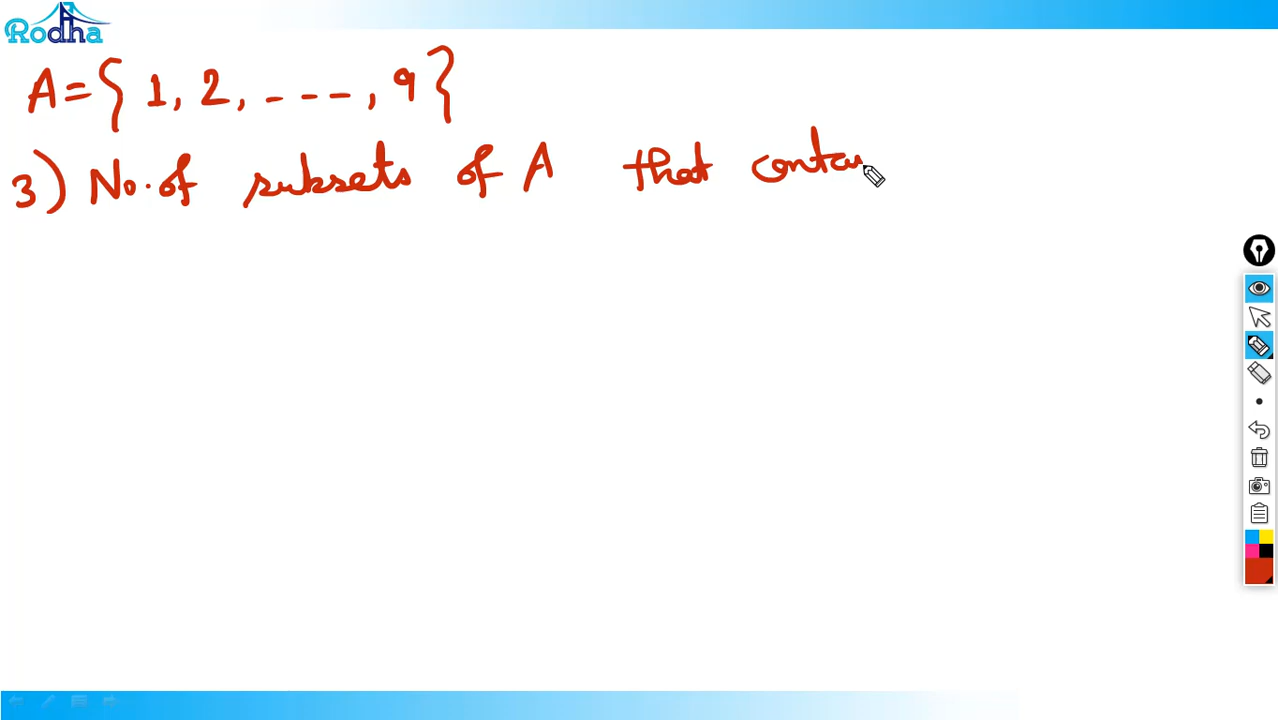 Rodha
A = { 1, 2, - - - , 9 }
3) No. of subsets of A that contai